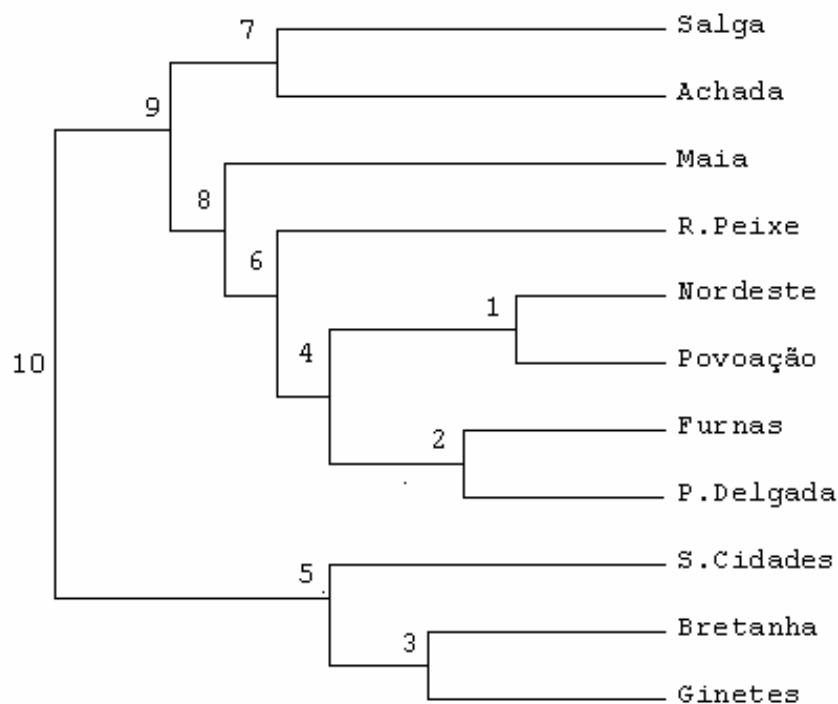 7
Salga
9
Achada
8
Maia
6
R.Peixe
1
Nordeste
10
4
Povoação
2
Furnas
P.Delgada
5
S.Cidades
3
Bretanha
Ginetes